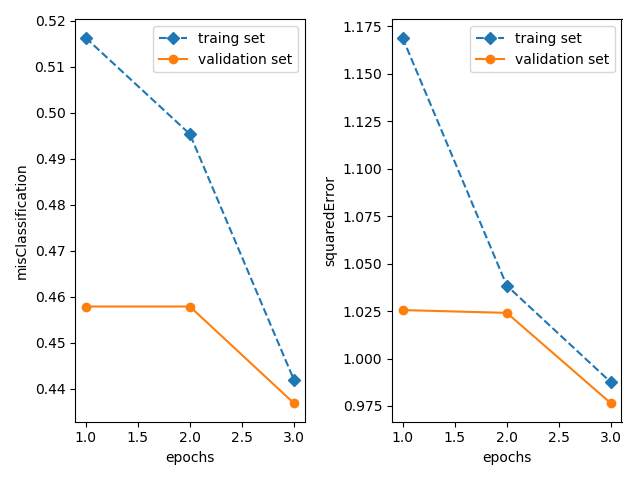 0.52
0.51
0.50
0.49
0.48
0.47
0.46
0.45
0.44
misClassification
traing set
validation set
1.0 1.5 2.0 2.5 3.0
epochs
1.175
1.150
1.125
1.100
1.075
1.050
1.025
1.000
0.975
squaredError
traing set
validation set
1.0 1.5 2.0 2.5 3.0
epochs